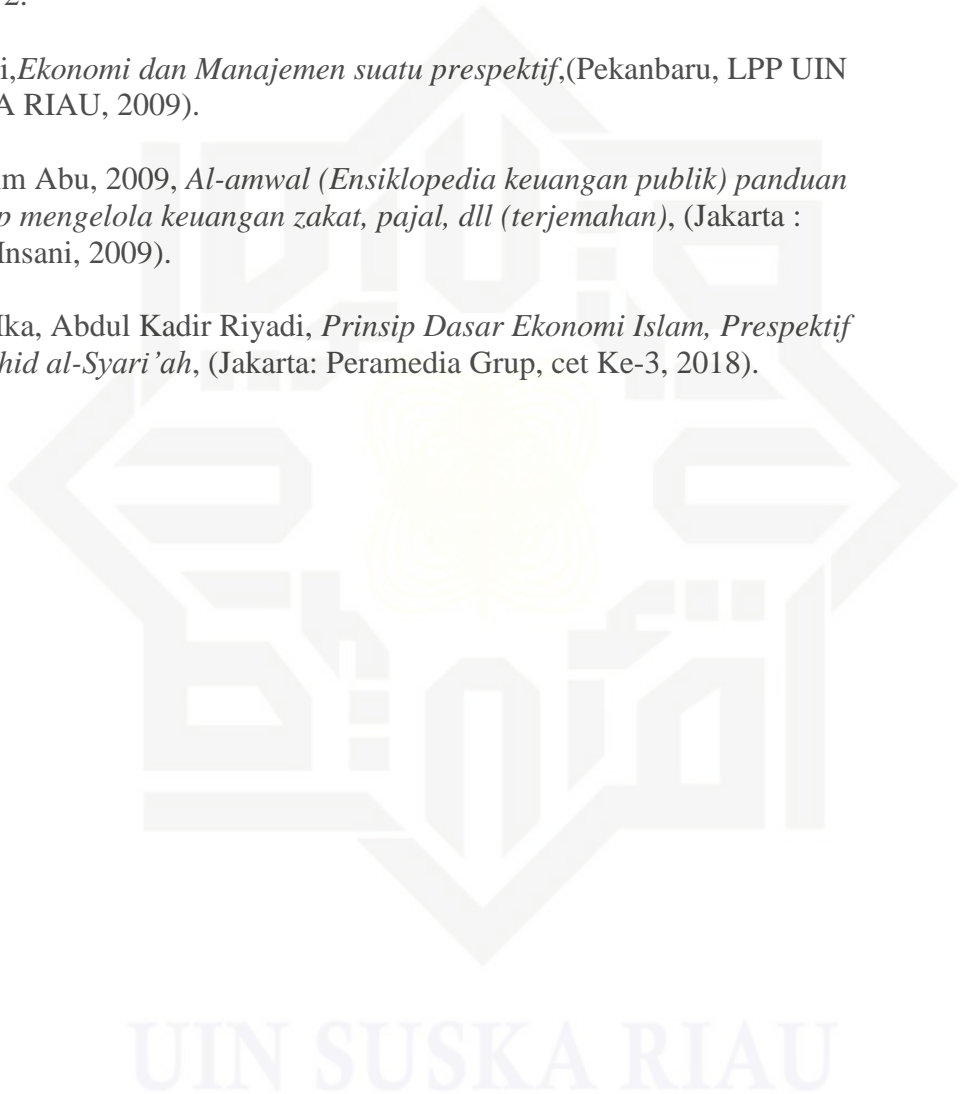 2.
i,Ekonomi dan Manajemen suatu prespektif,(Pekanbaru, LPP UIN
A RIAU, 2009).
m Abu, 2009, Al-amwal (Ensiklopedia keuangan publik) panduan
p mengelola keuangan zakat, pajal, dll (terjemahan), (Jakarta :
Insani, 2009).
Ika, Abdul Kadir Riyadi, Prinsip Dasar Ekonomi Islam, Prespektif
hid al-Syari’ah, (Jakarta: Peramedia Grup, cet Ke-3, 2018).
UIN SUSKA RIAU